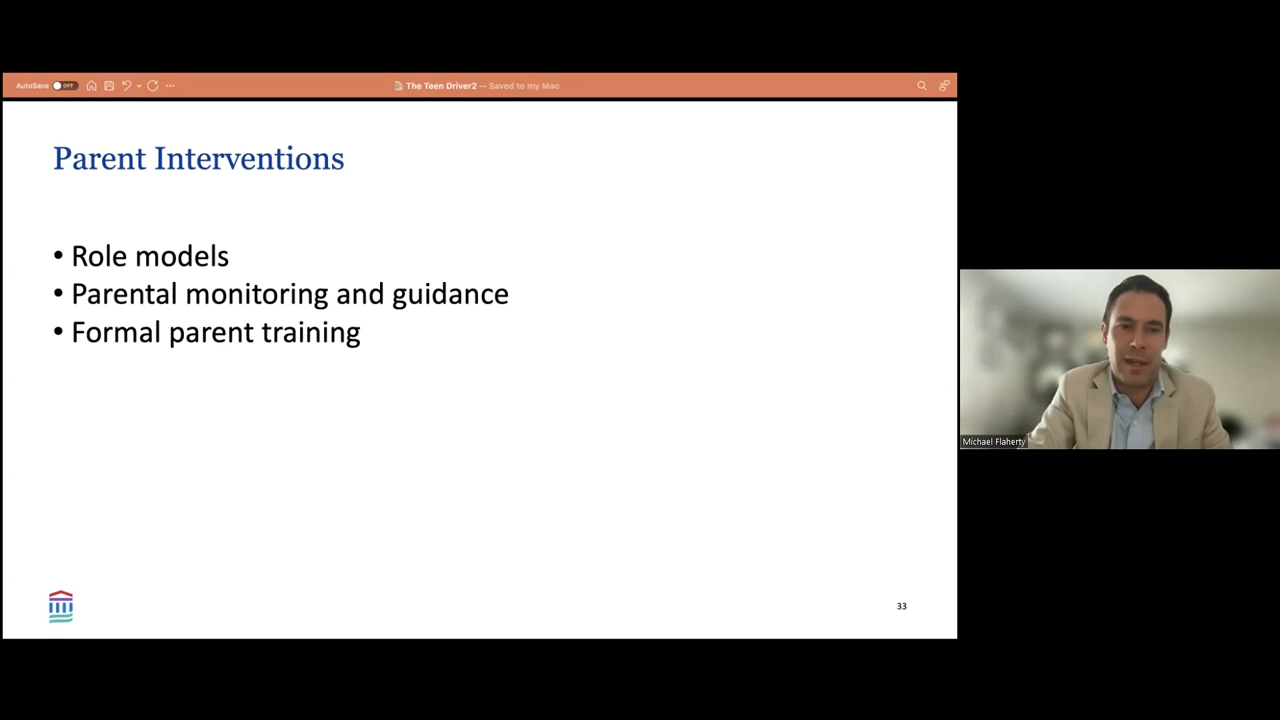 AutoSave OFF
The Teen Driver2 — Saved to my Mac
Parent Interventions
• Role models
• Parental monitoring and guidance
• Formal parent training
33
Michael Flaherty